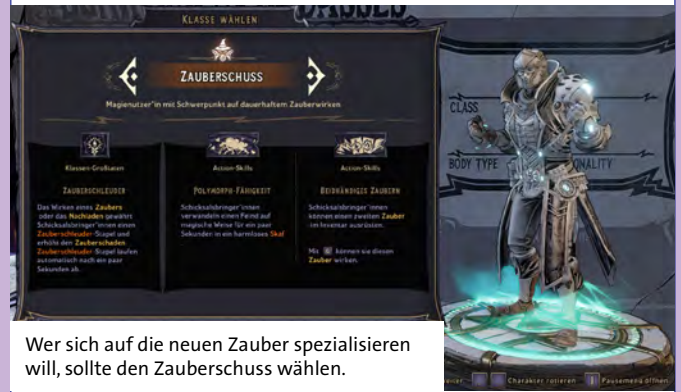 CLASSES
KLASSE WÄHLEN
ZAUBERSCHUSS
Magienutzer*in mit Schwerpunkt auf dauerhaftem Zauberwirken
Klassen-Großtaten
ZAUBERSCHLEUDER
Das Wirken eines Zaubers
oder das Nachladen gewährt
Schicksalsbringer*innen einen
Zauberschleuder-Stapel und
erhöht den Zauberschaden.
Zauberschleuder-Stapel laufen
automatisch nach ein paar
Sekunden ab.
Action-Skills
POLYMORPH-FÄHIGKEIT
Schicksalsbringer*innen
verwandeln einen Feind auf
magische Weise für ein paar
Sekunden in ein harmloses Skaf
Action-Skills
BEIDHÄNDIGES ZAUBERN
Schicksalsbringer*innen
können einen zweiten Zauber
im Inventar ausrüsten.
Mit können sie diesen
Zauber wirken.
CLASS
BODY TYPE
Charakter rotieren
Pausemenü öffnen
Wer sich auf die neuen Zauber spezialisieren
will, sollte den Zauberschuss wählen.